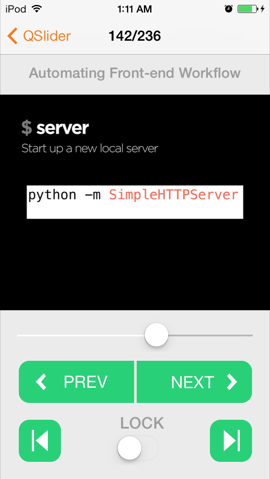 iPod 1:11 AM
QSlider 142/236
Automating Front-end Workflow
$ server
Start up a new local server
python -m SimpleHTTPServer
PREV NEXT
LOCK